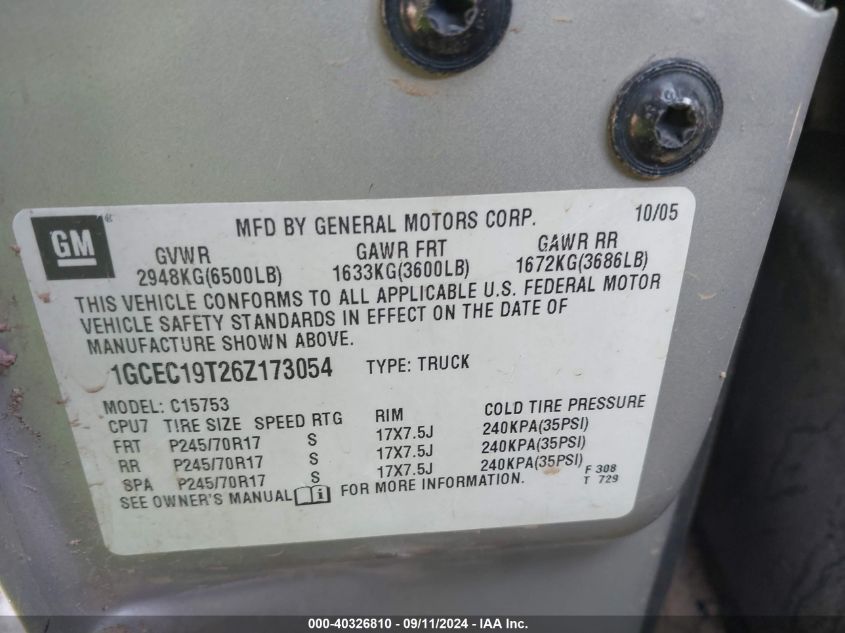 GM ®
MFD BY GENERAL MOTORS CORP. 10/05
GVWR GAWR FRT GAWR RR
2948KG(6500LB) 1633KG(3600LB) 1672KG(3686LB)
THIS VEHICLE CONFORMS TO ALL APPLICABLE U.S. FEDERAL MOTOR
VEHICLE SAFETY STANDARDS IN EFFECT ON THE DATE OF
MANUFACTURE SHOWN ABOVE.
1GCEC19T26Z173054 TYPE: TRUCK
MODEL: C15753
CPU7 TIRE SIZE SPEED RTG RIM COLD TIRE PRESSURE
FRT P245/70R17 S 17X7.5J 240KPA(35PSI)
RR P245/70R17 S 17X7.5J 240KPA(35PSI)
SPA P245/70R17 S 17X7.5J 240KPA(35PSI)
SEE OWNER'S MANUAL i FOR MORE INFORMATION.
F 308
T 729
000-40326810 - 09/11/2024 - IAA Inc.